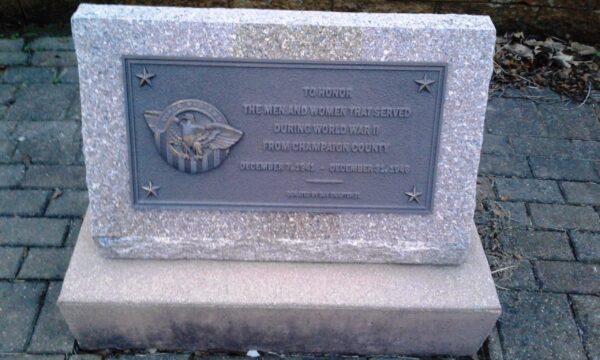 TO HONOR
THE MEN AND WOMEN THAT SERVED
DURING WORLD WAR II
FROM CHAMPAIGN COUNTY
DECEMBER 7, 1941 - DECEMBER 31, 1946